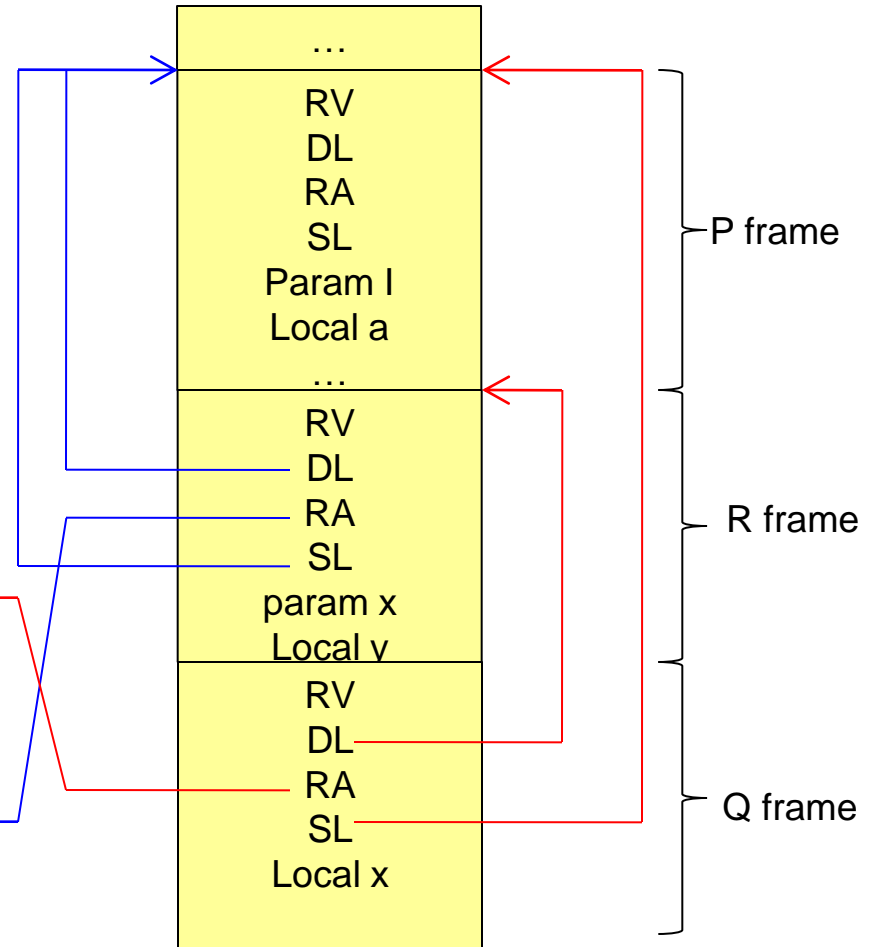 …
RV
DL
RA
SL
Param I
Local a
…
P frame
RV
DL
RA
SL
param x
Local y
R frame
RV
DL
RA
SL
Local x
Q frame